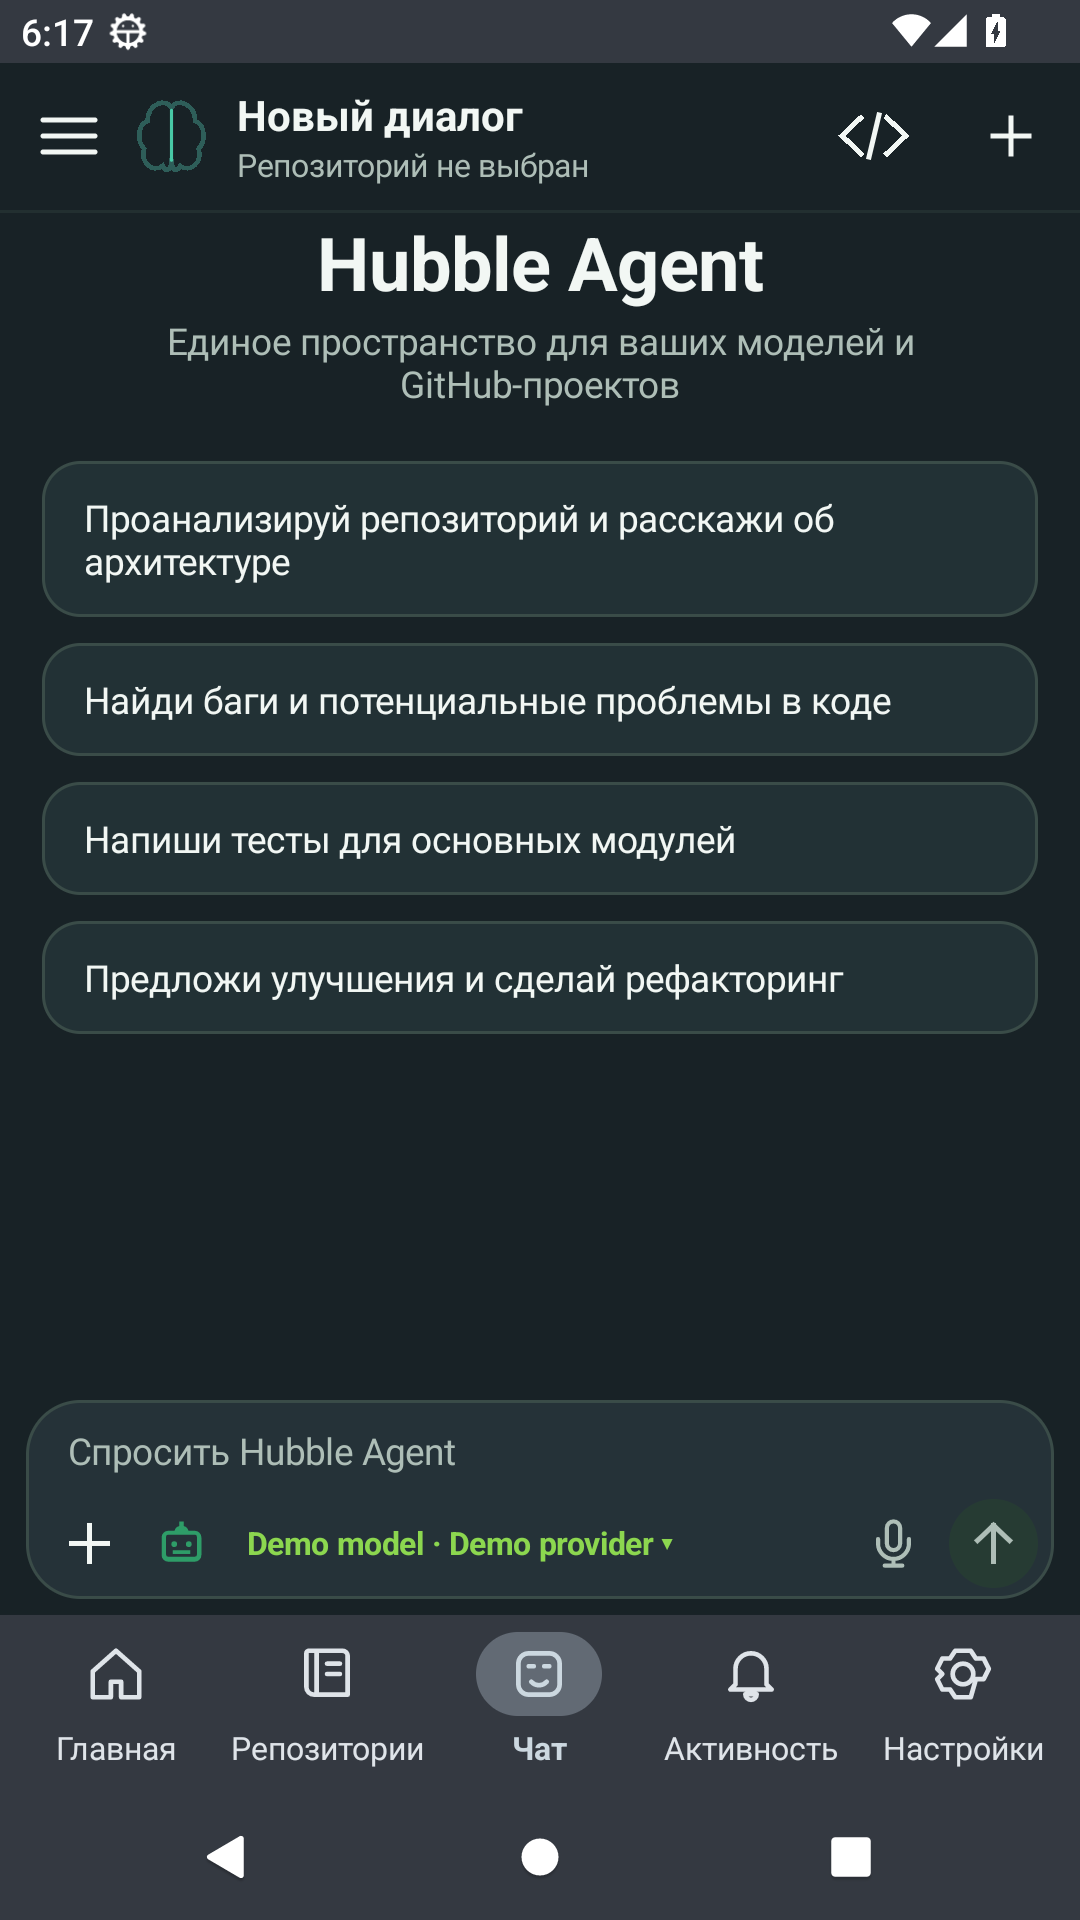 6:17
Новый диалог
Репозиторий не выбран
Hubble Agent
Единое пространство для ваших моделей и
GitHub-проектов
Проанализируй репозиторий и расскажи об
архитектуре
Найди баги и потенциальные проблемы в коде
Напиши тесты для основных модулей
Предложи улучшения и сделай рефакторинг
Спросить Hubble Agent
Demo model · Demo provider ▾
Главная
Репозитории
Чат
Активность
Настройки